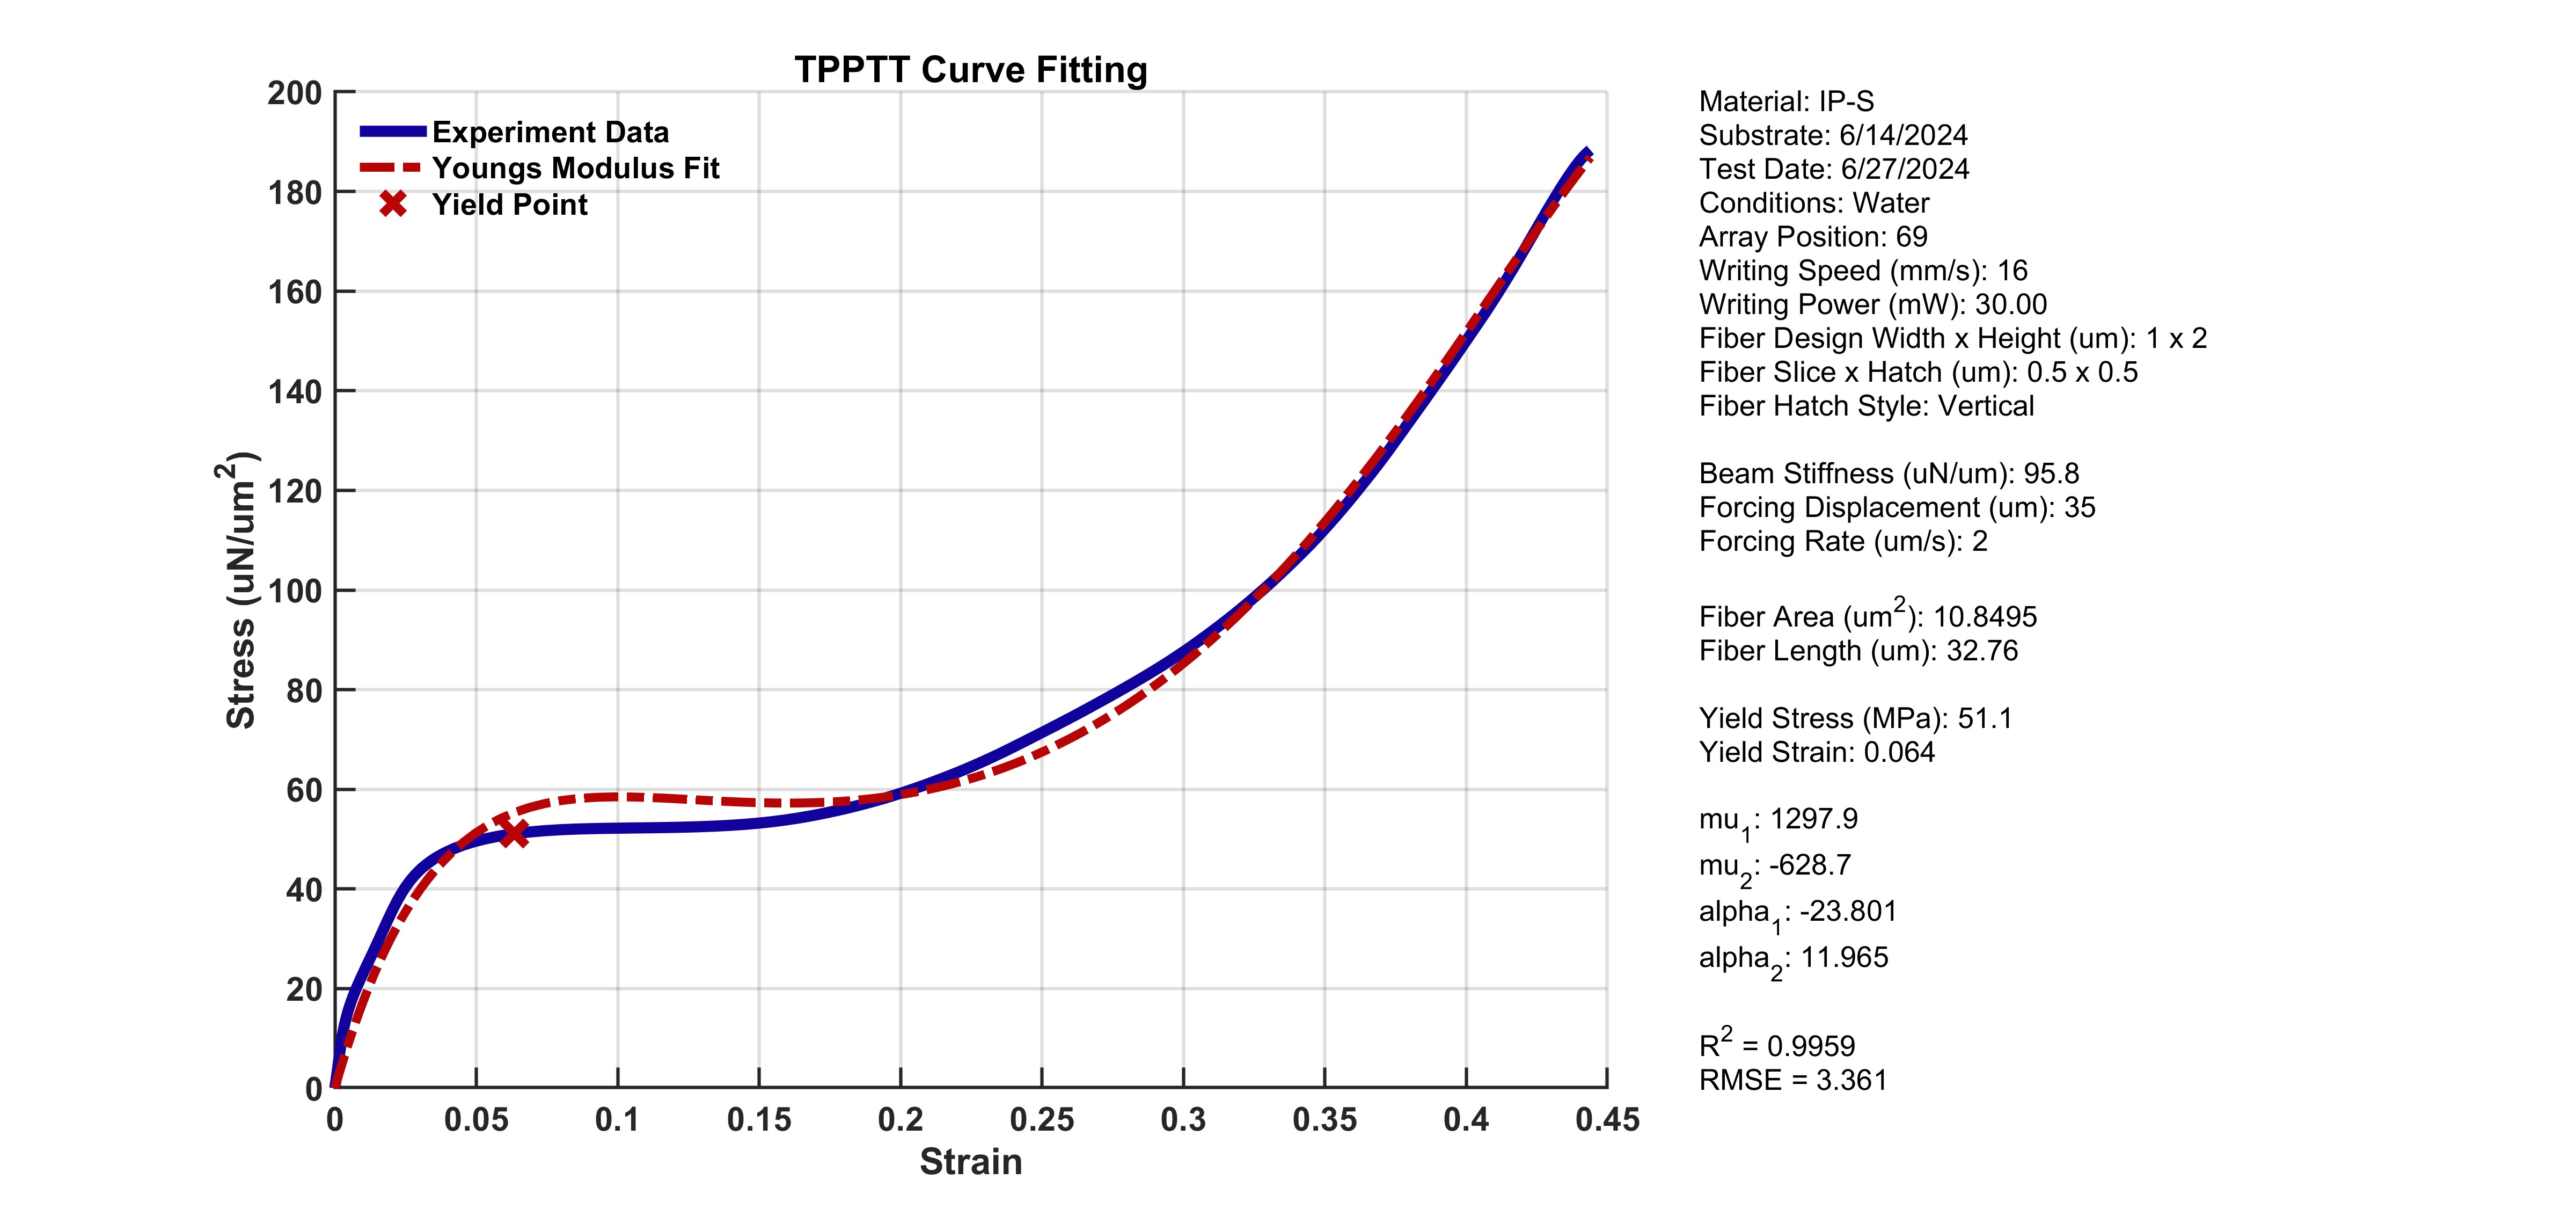 TPPTT Curve Fitting
200
180
160
140
120
100
80
60
40
20
0
Stress (uN/um²)
Experiment Data
Youngs Modulus Fit
Yield Point
0 0.05 0.1 0.15 0.2 0.25 0.3 0.35 0.4 0.45
Strain
Material: IP-S
Substrate: 6/14/2024
Test Date: 6/27/2024
Conditions: Water
Array Position: 69
Writing Speed (mm/s): 16
Writing Power (mW): 30.00
Fiber Design Width x Height (um): 1 x 2
Fiber Slice x Hatch (um): 0.5 x 0.5
Fiber Hatch Style: Vertical
Beam Stiffness (uN/um): 95.8
Forcing Displacement (um): 35
Forcing Rate (um/s): 2
Fiber Area (um²): 10.8495
Fiber Length (um): 32.76
Yield Stress (MPa): 51.1
Yield Strain: 0.064
mu₁: 1297.9
mu₂: -628.7
alpha₁: -23.801
alpha₂: 11.965
R² = 0.9959
RMSE = 3.361